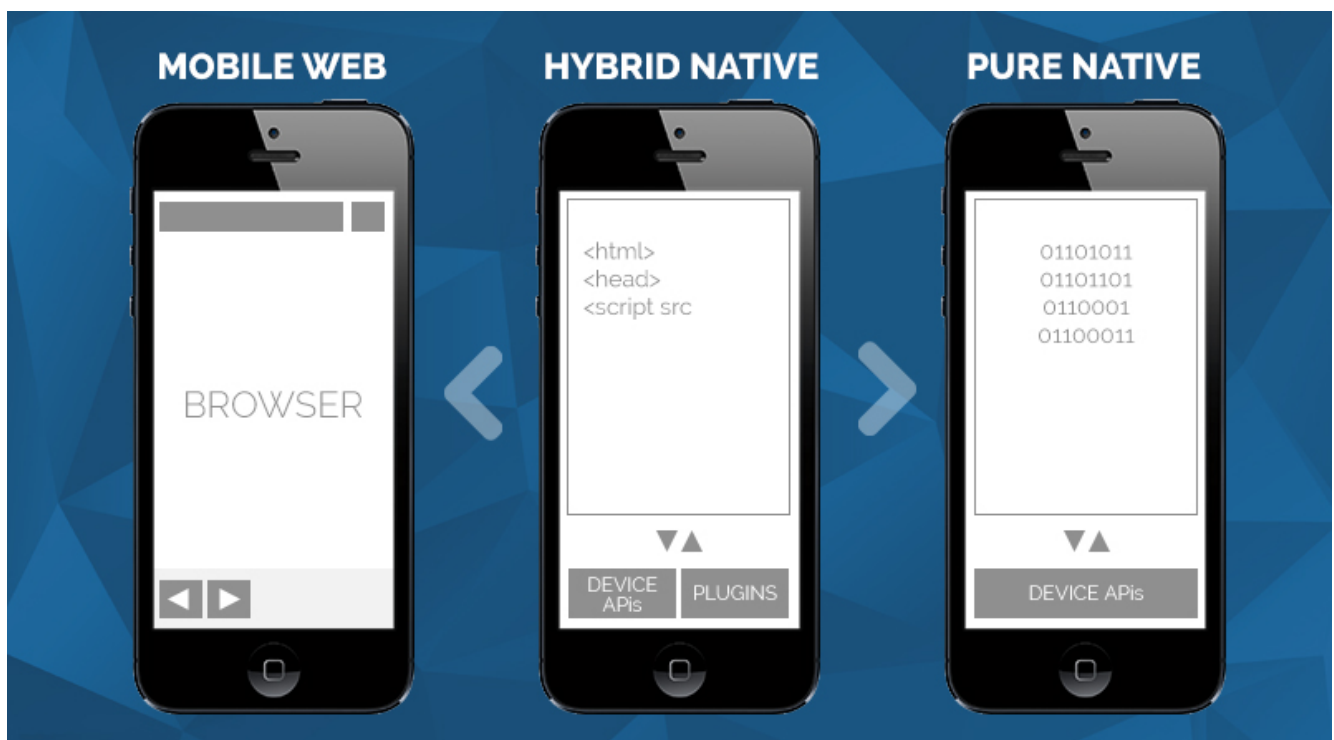 MOBILE WEB
HYBRID NATIVE
PURE NATIVE
BROWSER
<html>
<head>
<script src
DEVICE
APis
PLUGINS
01101011
01101101
0110001
01100011
DEVICE APis